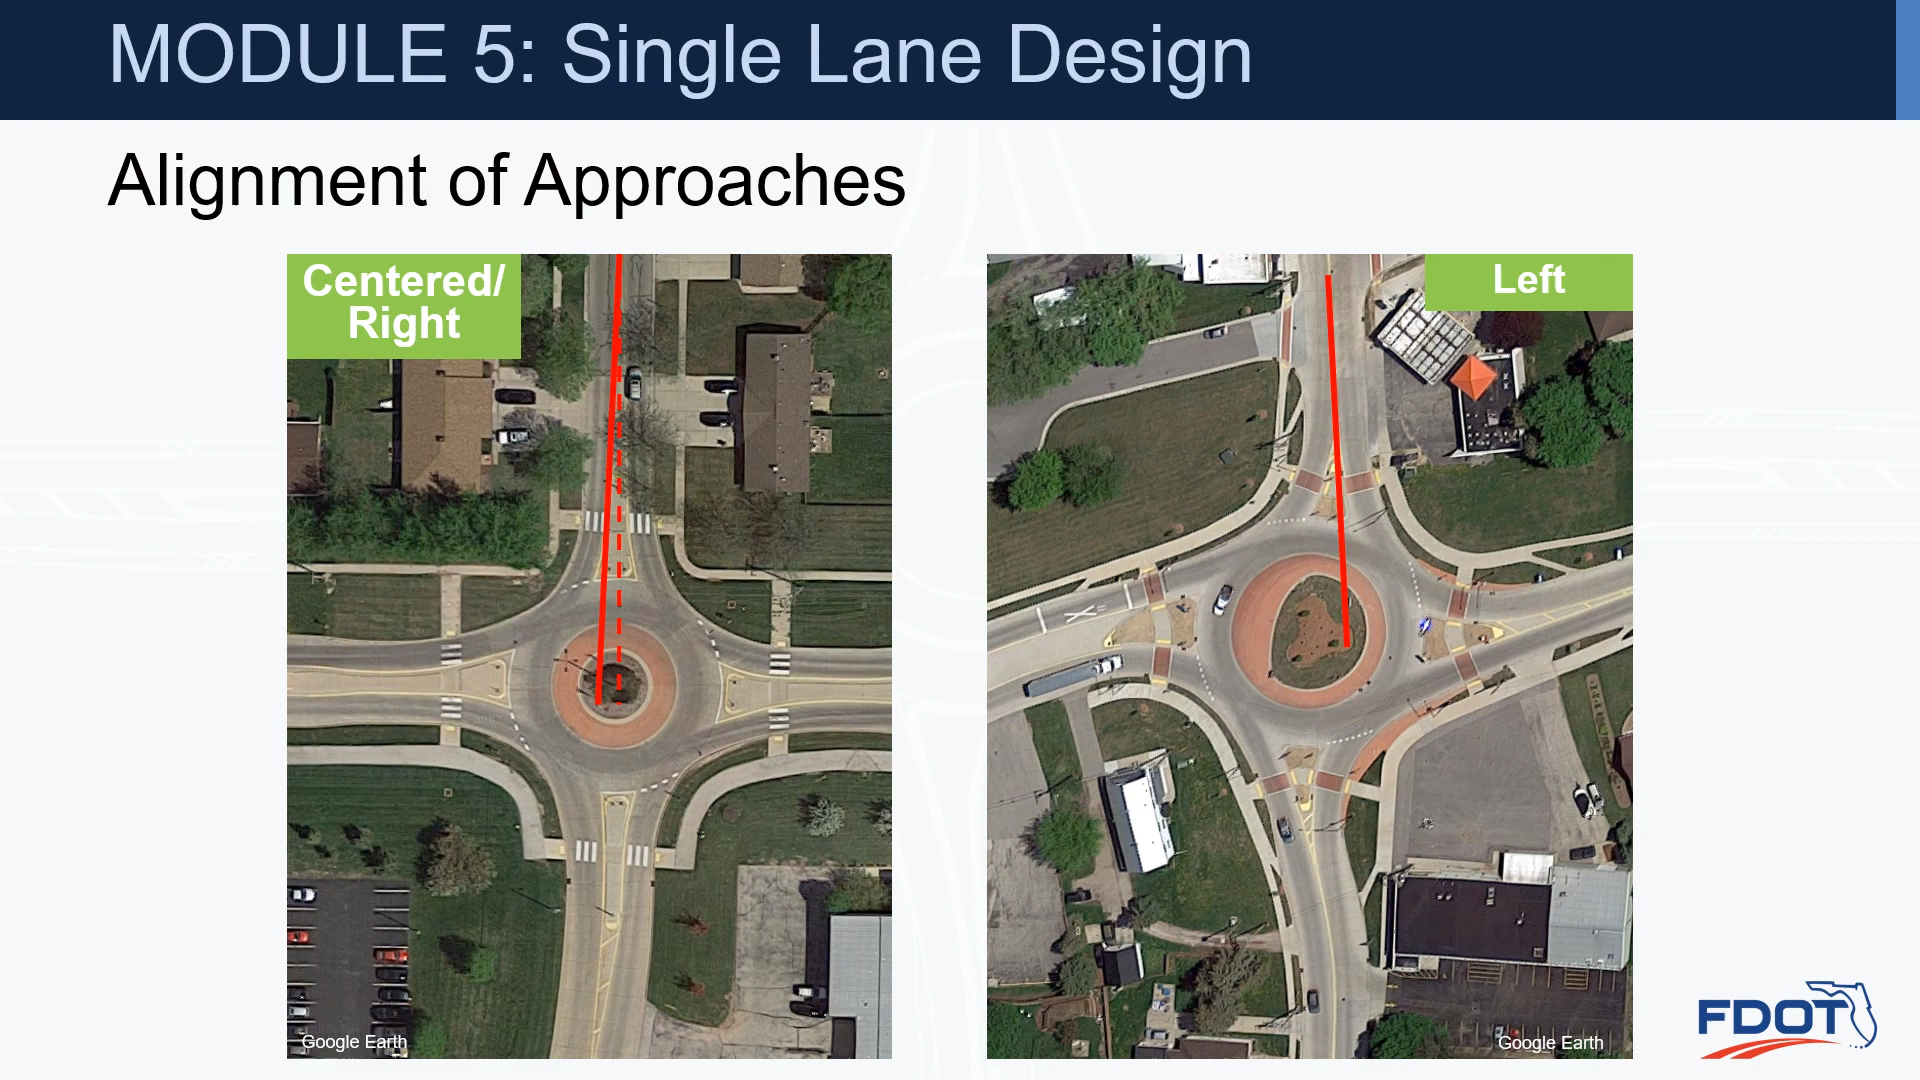 MODULE 5: Single Lane Design
Alignment of Approaches
Centered/
Right
Left
Google Earth
Google Earth
FDOT